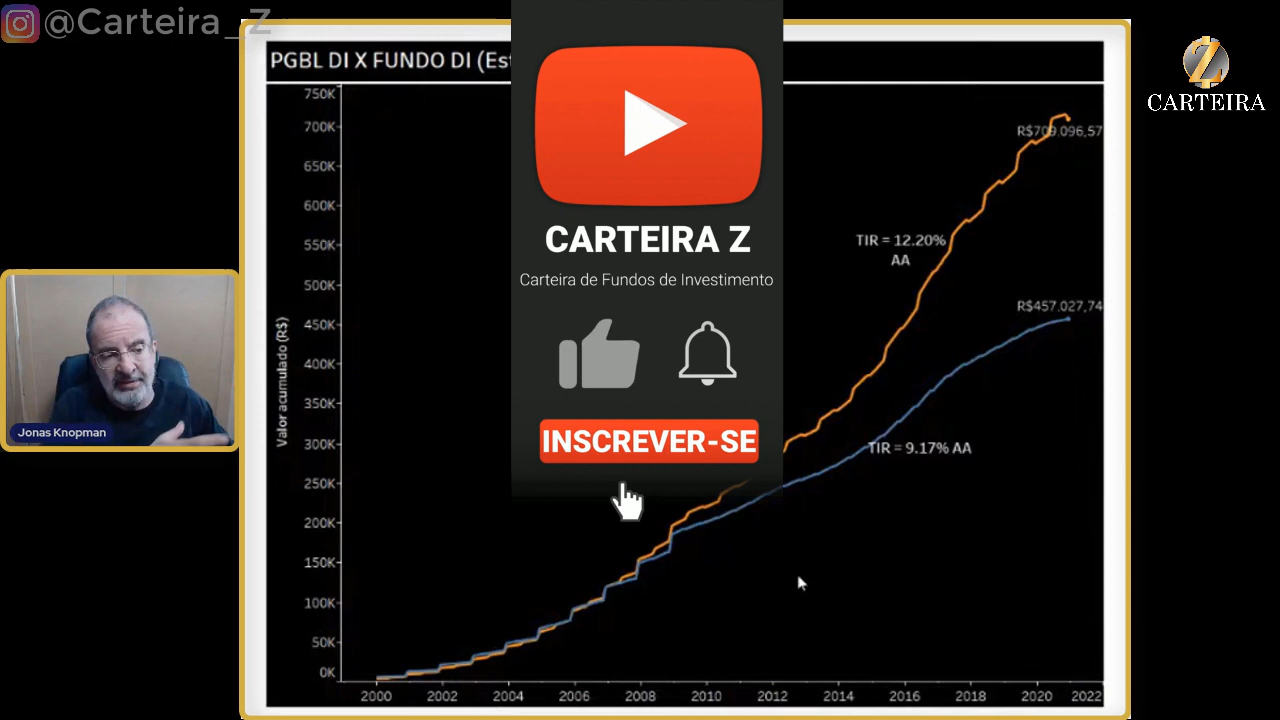 @Carteira_Z
PGBL DI X FUNDO DI (Est
CARTEIRA
750K
700K
650K
600K
550K
500K
450K
400K
350K
300K
250K
200K
150K
100K
50K
0K
Valor acumulado (R$)
R$709.096,57
TIR = 12.20%
AA
R$457.027,74
TIR = 9.17% AA
2000
2002
2004
2006
2008
2010
2012
2014
2016
2018
2020
2022
CARTEIRA Z
Carteira de Fundos de Investimento
INSCREVER-SE
Jonas Knopman